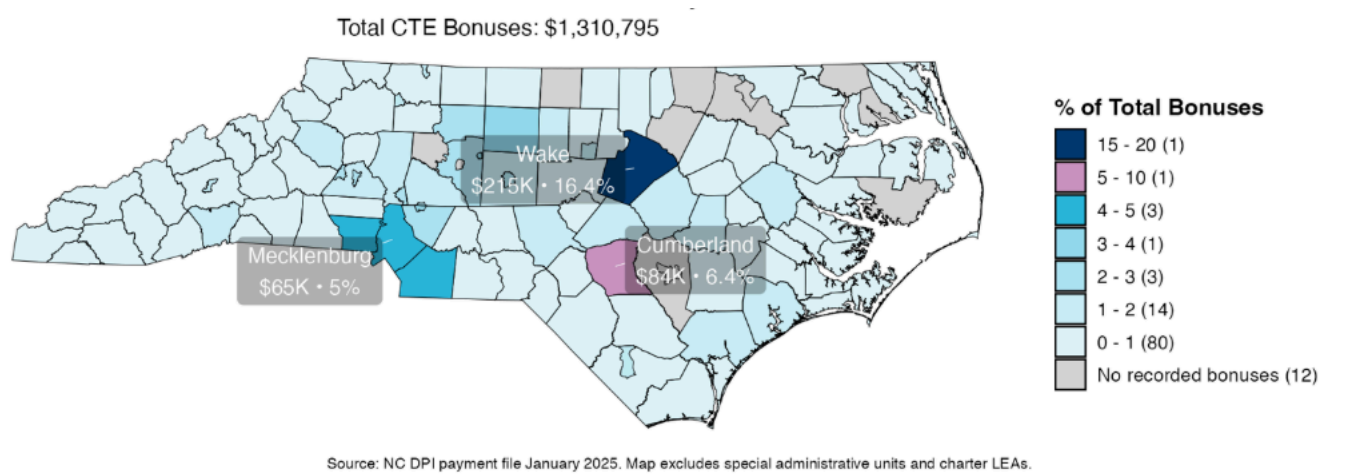 Total CTE Bonuses: $1,310,795
Wake
$215K • 16.4%
Mecklenburg
$65K • 5%
Cumberland
$84K • 6.4%
% of Total Bonuses
15 - 20 (1)
5 - 10 (1)
4 - 5 (3)
3 - 4 (1)
2 - 3 (3)
1 - 2 (14)
0 - 1 (80)
No recorded bonuses (12)
Source: NC DPI payment file January 2025. Map excludes special administrative units and charter LEAs.